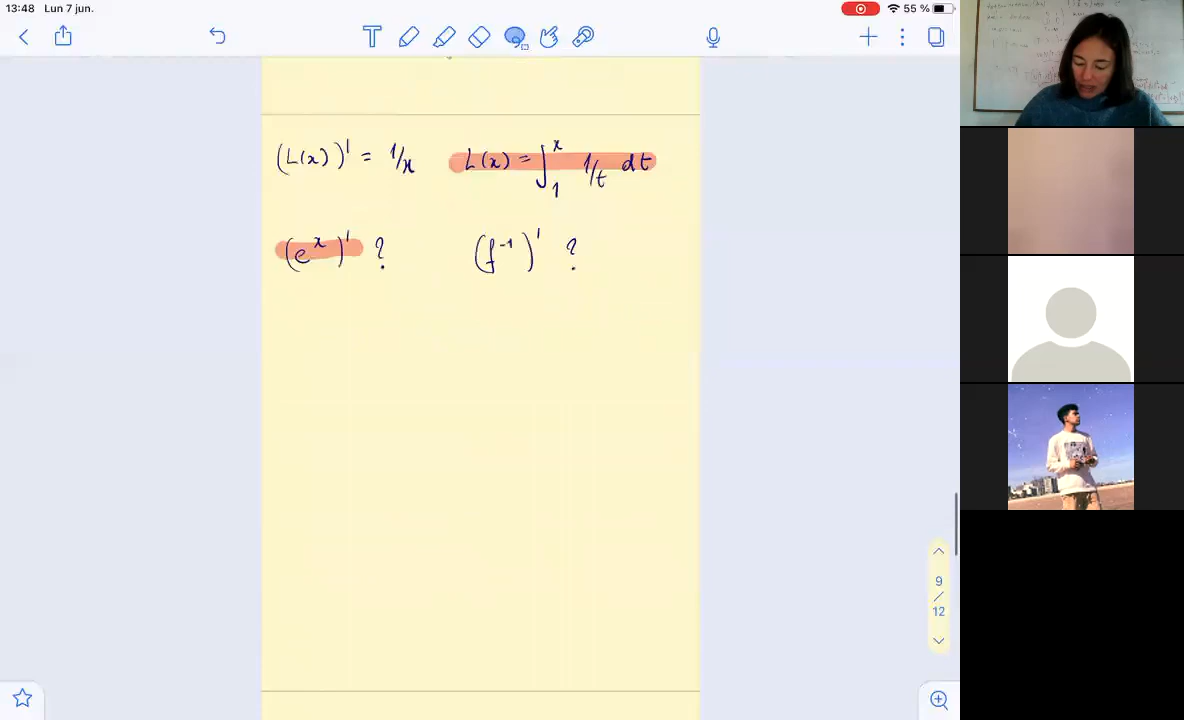 13:48 Lun 7 jun. 55 %
(L(x))' = 1/x L(x) = ∫₁ˣ 1/t dt
(eˣ)' ? (f⁻¹)' ?
9
/
12